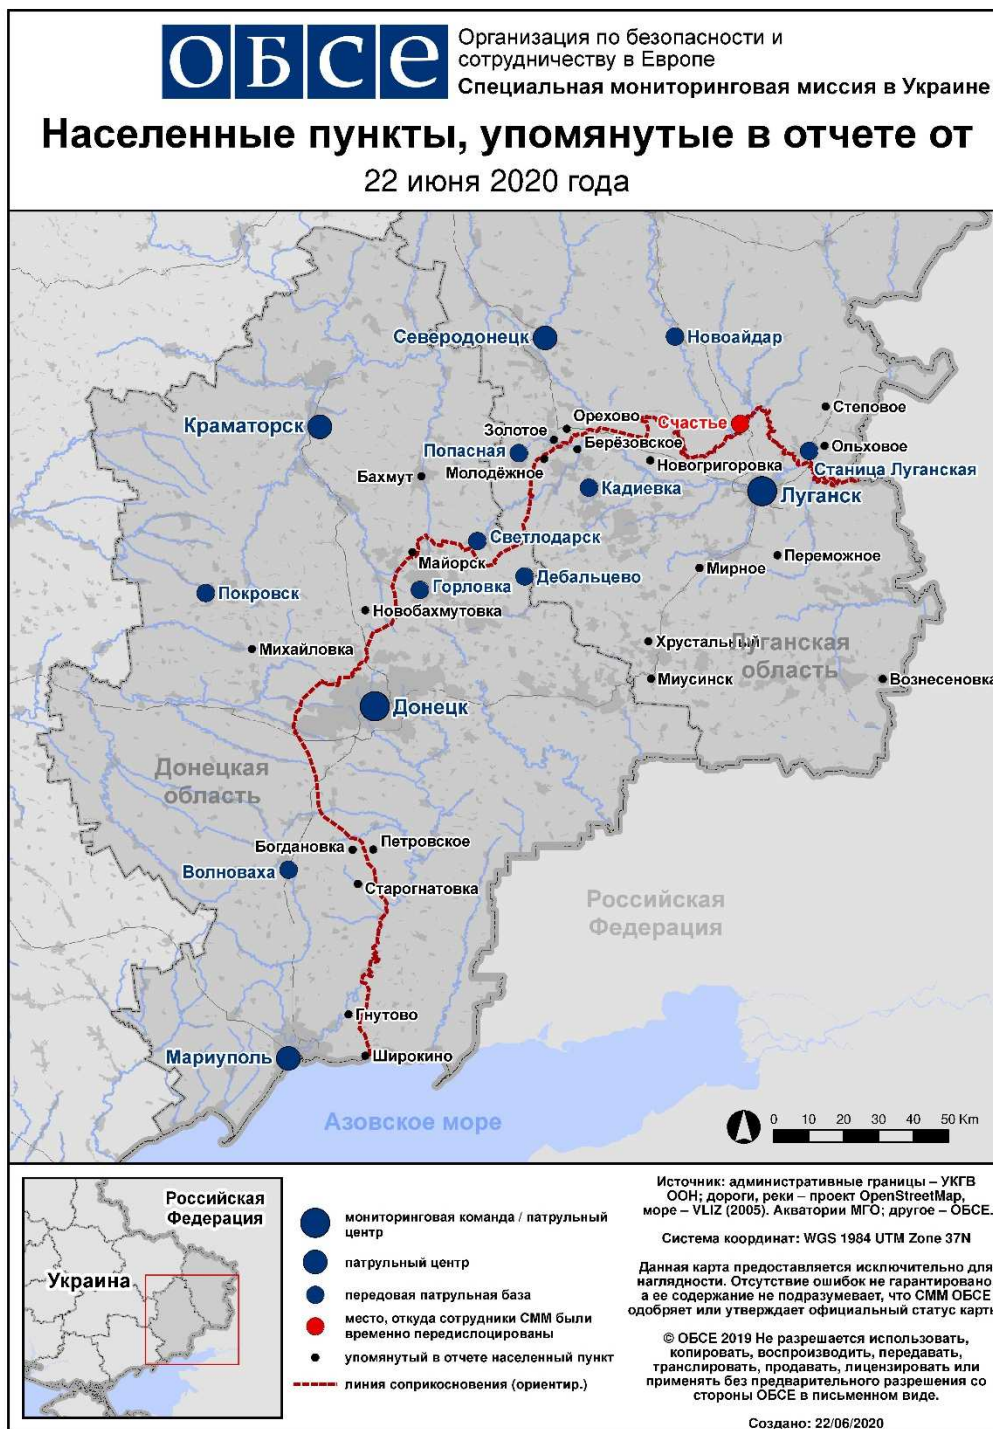 ОБСЕ
Организация по безопасности и
сотрудничеству в Европе
Специальная мониторинговая миссия в Украине
Населенные пункты, упомянутые в отчете от
22 июня 2020 года
Северодонецк
Новоайдар
Степовое
Краматорск
Орехово
Счастье
Золотое
Ольховое
Берёзовское
Попасная
Молодёжное
Новогригоровка
Станица Луганская
Бахмут
Кадиевка
Луганск
Светлодарск
Майорск
Переможное
Мирное
Дебальцево
Горловка
Покровск
Новобахмутовка
Михайловка
Хрустальный
Луганская
область
Миусинск
Вознесеновка
Донецк
Донецкая
область
Богдановка
Петровское
Волноваха
Старогнатовка
Российская
Федерация
Гнутово
Мариуполь
Широкино
Азовское море
0 10 20 30 40 50 Km
Российская
Федерация
Украина
мониторинговая команда / патрульный
центр
патрульный центр
передовая патрульная база
место, откуда сотрудники СММ были
временно передислоцированы
упомянутый в отчете населенный пункт
линия соприкосновения (ориентир.)
Источник: административные границы – УКГВ
ООН; дороги, реки – проект OpenStreetMap,
море – VLIZ (2005). Акватории МГО; другое – ОБСЕ.
Система координат: WGS 1984 UTM Zone 37N
Данная карта предоставляется исключительно для
наглядности. Отсутствие ошибок не гарантировано
а ее содержание не подразумевает, что СММ ОБСЕ
одобряет или утверждает официальный статус карты
© ОБСЕ 2019 Не разрешается использовать,
копировать, воспроизводить, передавать,
транслировать, продавать, лицензировать или
применять без предварительного разрешения со
стороны ОБСЕ в письменном виде.
Создано: 22/06/2020